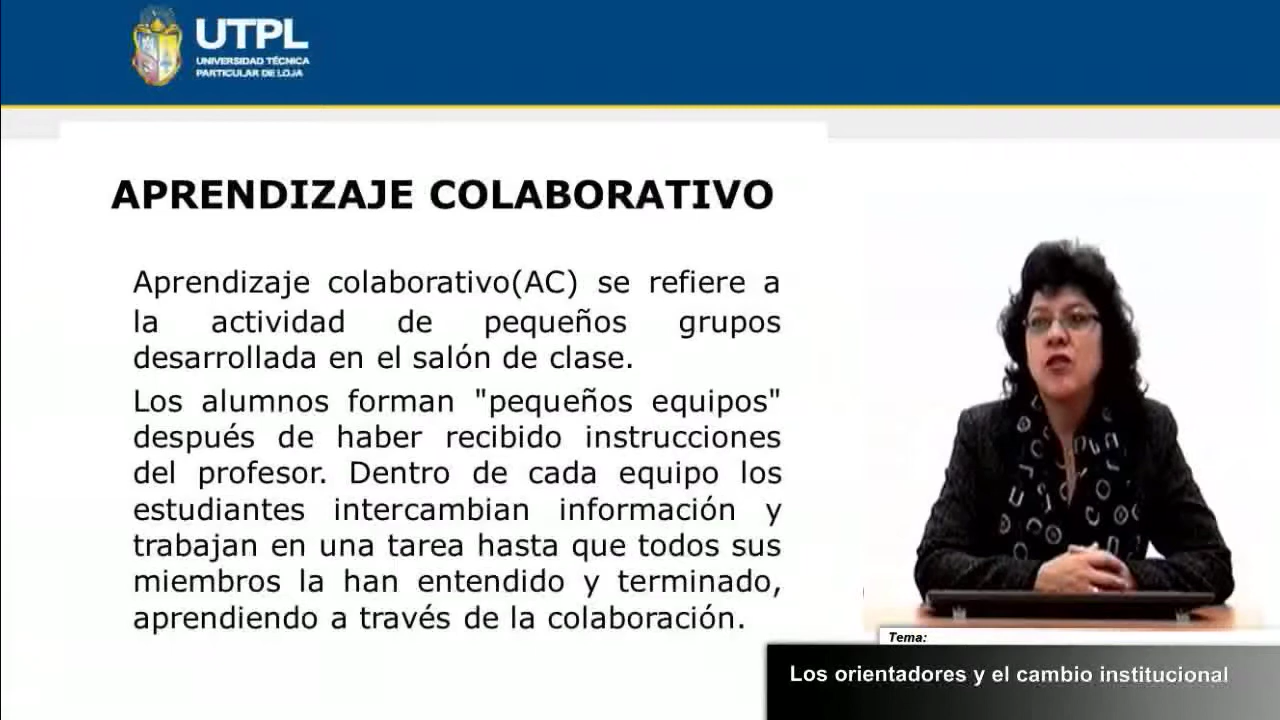 UTPL
UNIVERSIDAD TÉCNICA
PARTICULAR DE LOJA
APRENDIZAJE COLABORATIVO
Aprendizaje colaborativo(AC) se refiere a
la actividad de pequeños grupos
desarrollada en el salón de clase.
Los alumnos forman "pequeños equipos"
después de haber recibido instrucciones
del profesor. Dentro de cada equipo los
estudiantes intercambian información y
trabajan en una tarea hasta que todos sus
miembros la han entendido y terminado,
aprendiendo a través de la colaboración.
Tema:
Los orientadores y el cambio institucional